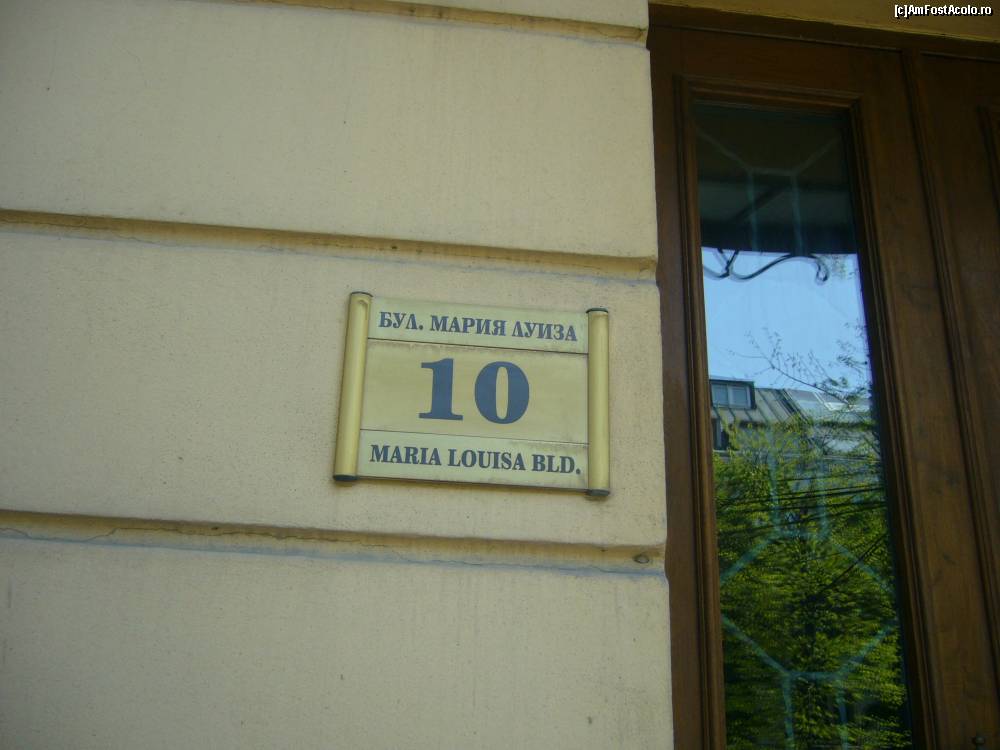 [c]AmFostAcolo.ro
БУЛ. МАРИЯ ЛУИЗА
10
MARIA LOUISA BLD.